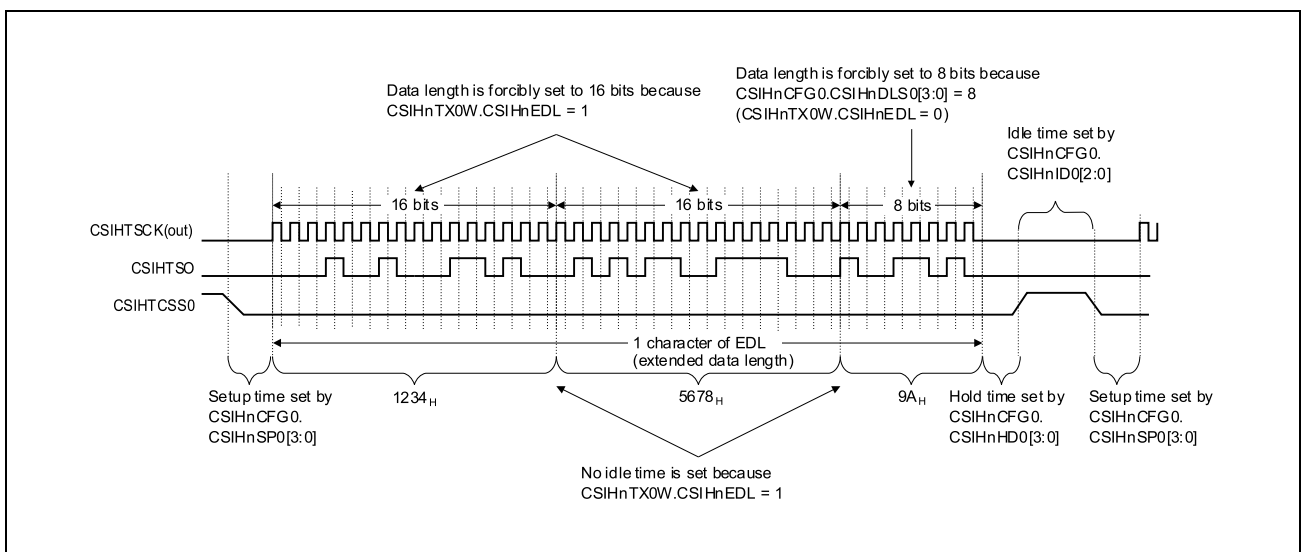 Data length is forcibly set to 16 bits because
CSIHnTX0W.CSIHnEDL = 1
Data length is forcibly set to 8 bits because
CSIHnCFG0.CSIHnDLS0[3:0] = 8
(CSIHnTX0W.CSIHnEDL = 0)
Idle time set by
CSIHnCFG0.
CSIHnID0[2:0]
16 bits
16 bits
8 bits
CSIHTSCK(out)
CSIHTSO
CSIHTCSS0
1 character of EDL
(extended data length)
Setup time set by
CSIHnCFG0.
CSIHnSP0[3:0]
1234H
5678H
9AH
Hold time set by
CSIHnCFG0.
CSIHnHD0[3:0]
Setup time set by
CSIHnCFG0.
CSIHnSP0[3:0]
No idle time is set because
CSIHnTX0W.CSIHnEDL = 1